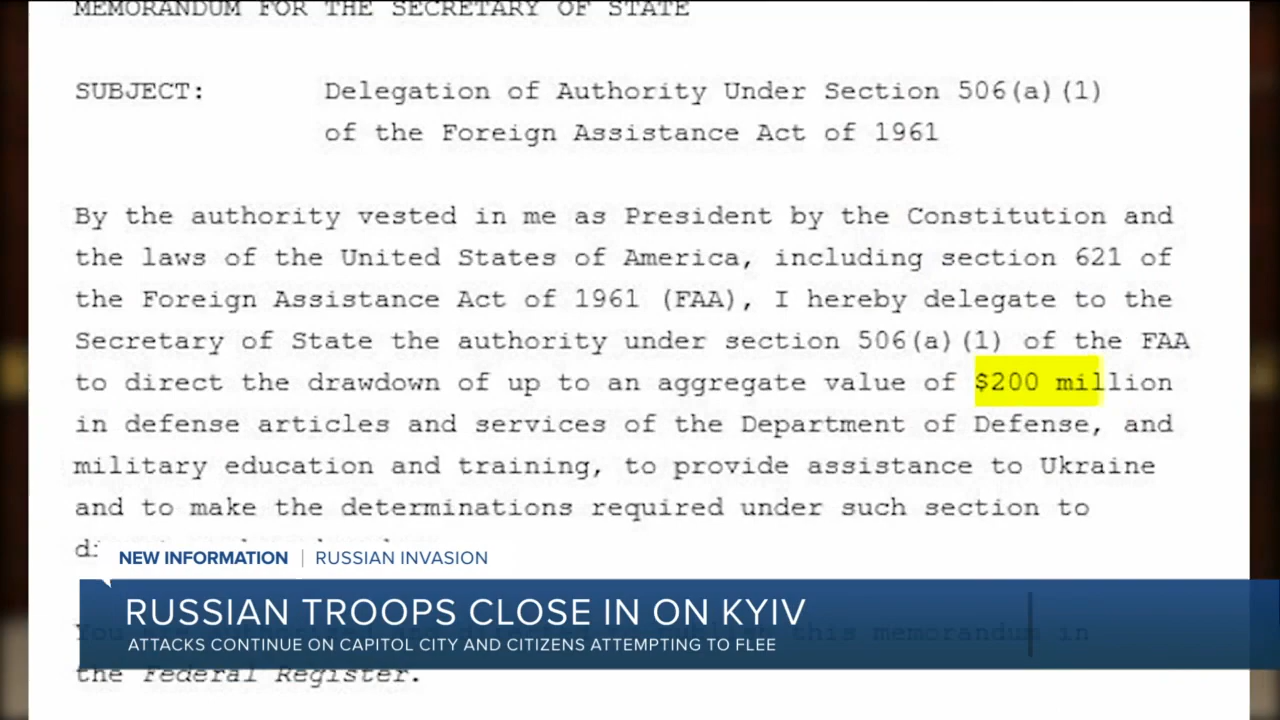 MEMORANDUM FOR THE SECRETARY OF STATE
SUBJECT: Delegation of Authority Under Section 506(a)(1)
of the Foreign Assistance Act of 1961
By the authority vested in me as President by the Constitution and
the laws of the United States of America, including section 621 of
the Foreign Assistance Act of 1961 (FAA), I hereby delegate to the
Secretary of State the authority under section 506(a)(1) of the FAA
to direct the drawdown of up to an aggregate value of $200 million
in defense articles and services of the Department of Defense, and
military education and training, to provide assistance to Ukraine
and to make the determinations required under such section to
NEW INFORMATION | RUSSIAN INVASION
RUSSIAN TROOPS CLOSE IN ON KYIV
ATTACKS CONTINUE ON CAPITOL CITY AND CITIZENS ATTEMPTING TO FLEE
this memorandum in
the Federal Register.